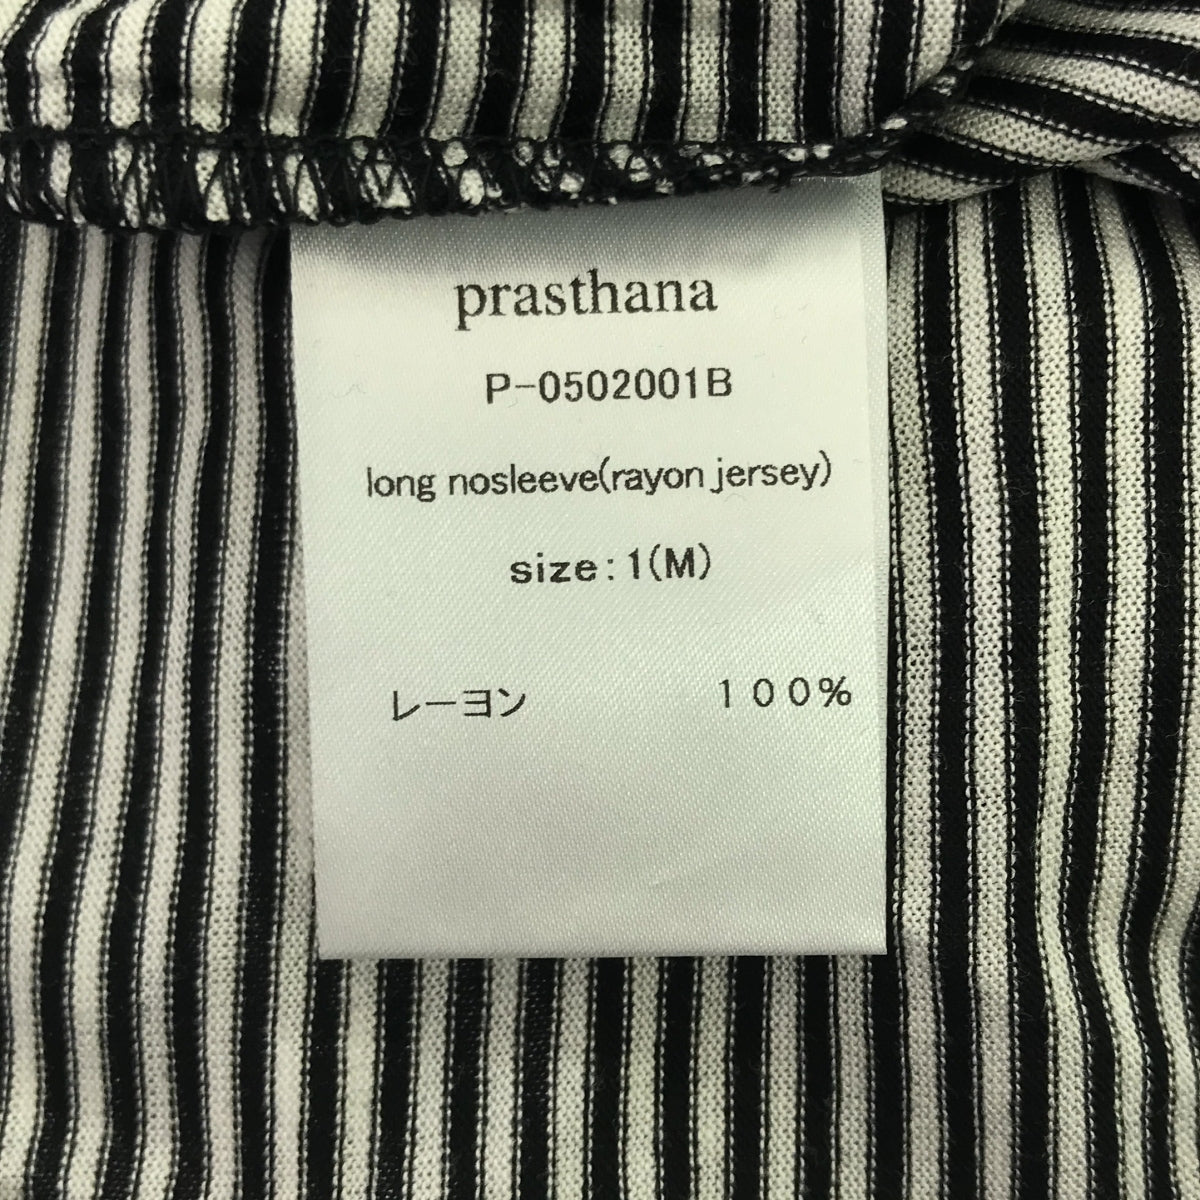 prasthana
P-0502001B
long nosleeve(rayon jersey)
size:1(M)
レーヨン 100%